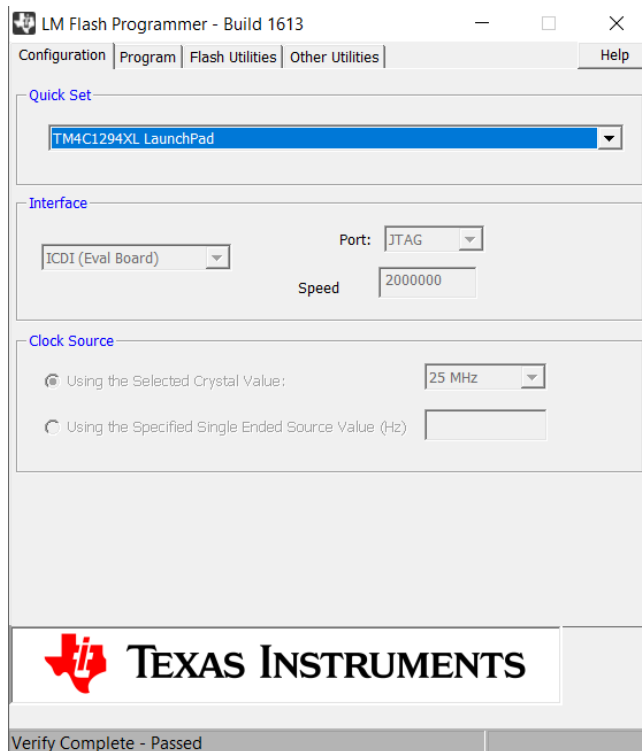 LM Flash Programmer - Build 1613
Configuration Program Flash Utilities Other Utilities Help
Quick Set
TM4C1294XL LaunchPad
Interface
ICDI (Eval Board)
Port: JTAG
Speed 2000000
Clock Source
Using the Selected Crystal Value: 25 MHz
Using the Specified Single Ended Source Value (Hz)
TEXAS INSTRUMENTS
Verify Complete - Passed